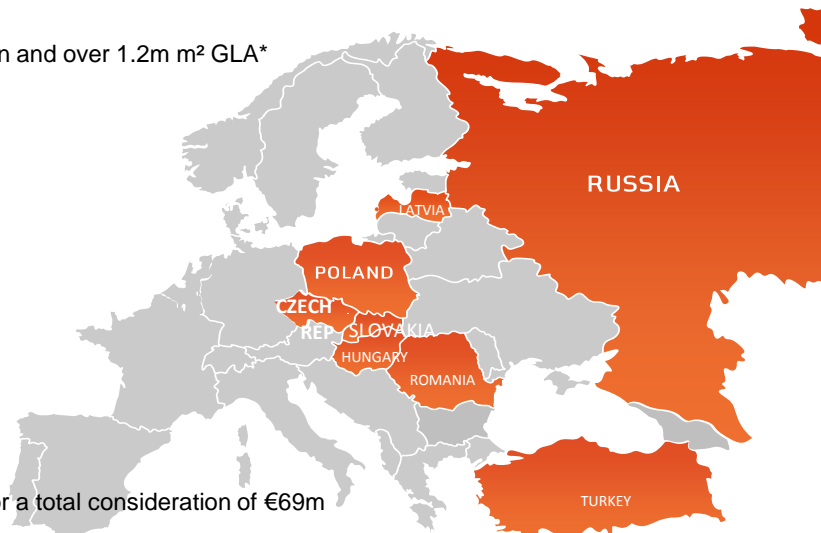 n and over 1.2m m² GLA*
RUSSIA
LATVIA
POLAND
CZECH
REP
SLOVAKIA
HUNGARY
ROMANIA
or a total consideration of €69m
TURKEY